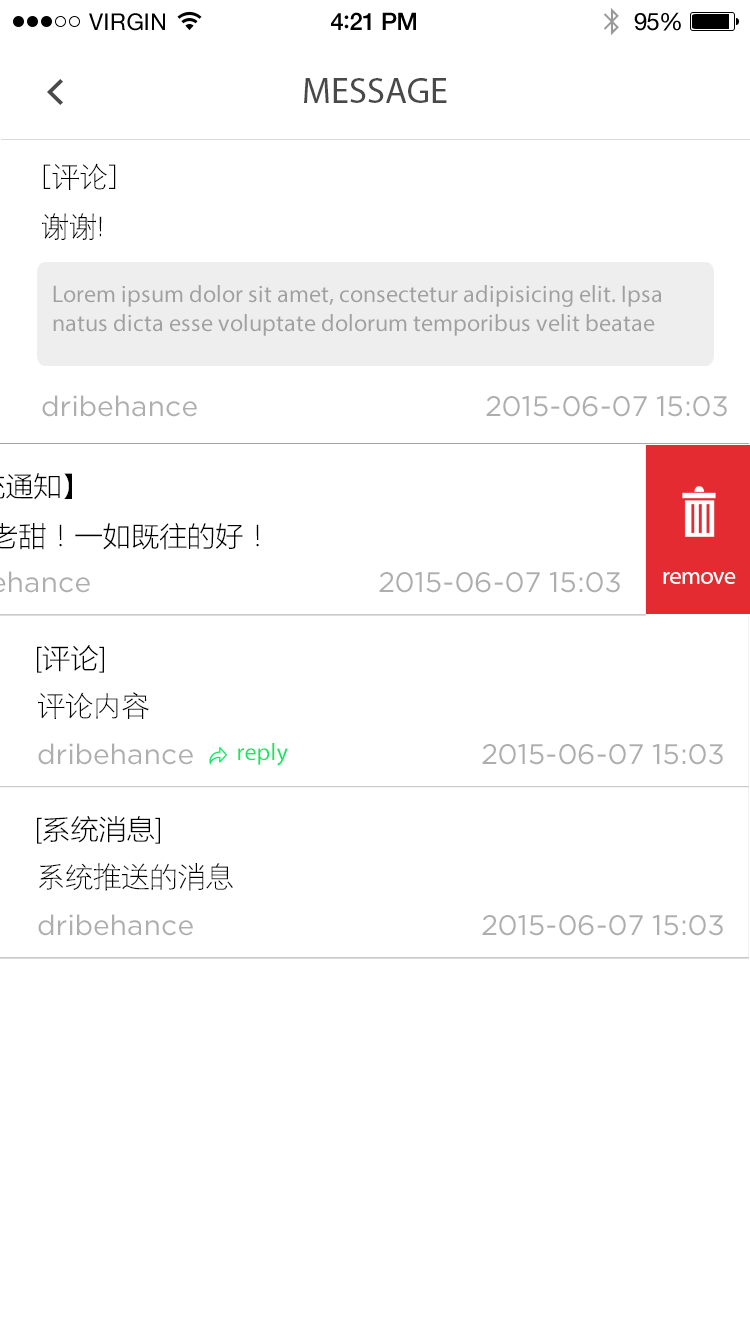 VIRGIN 4:21 PM 95%
MESSAGE
[评论]
谢谢!
Lorem ipsum dolor sit amet, consectetur adipisicing elit. Ipsa
natus dicta esse voluptate dolorum temporibus velit beatae
dribehance 2015-06-07 15:03
通知】
老甜！一如既往的好！
ehance 2015-06-07 15:03
remove
[评论]
评论内容
dribehance reply 2015-06-07 15:03
[系统消息]
系统推送的消息
dribehance 2015-06-07 15:03